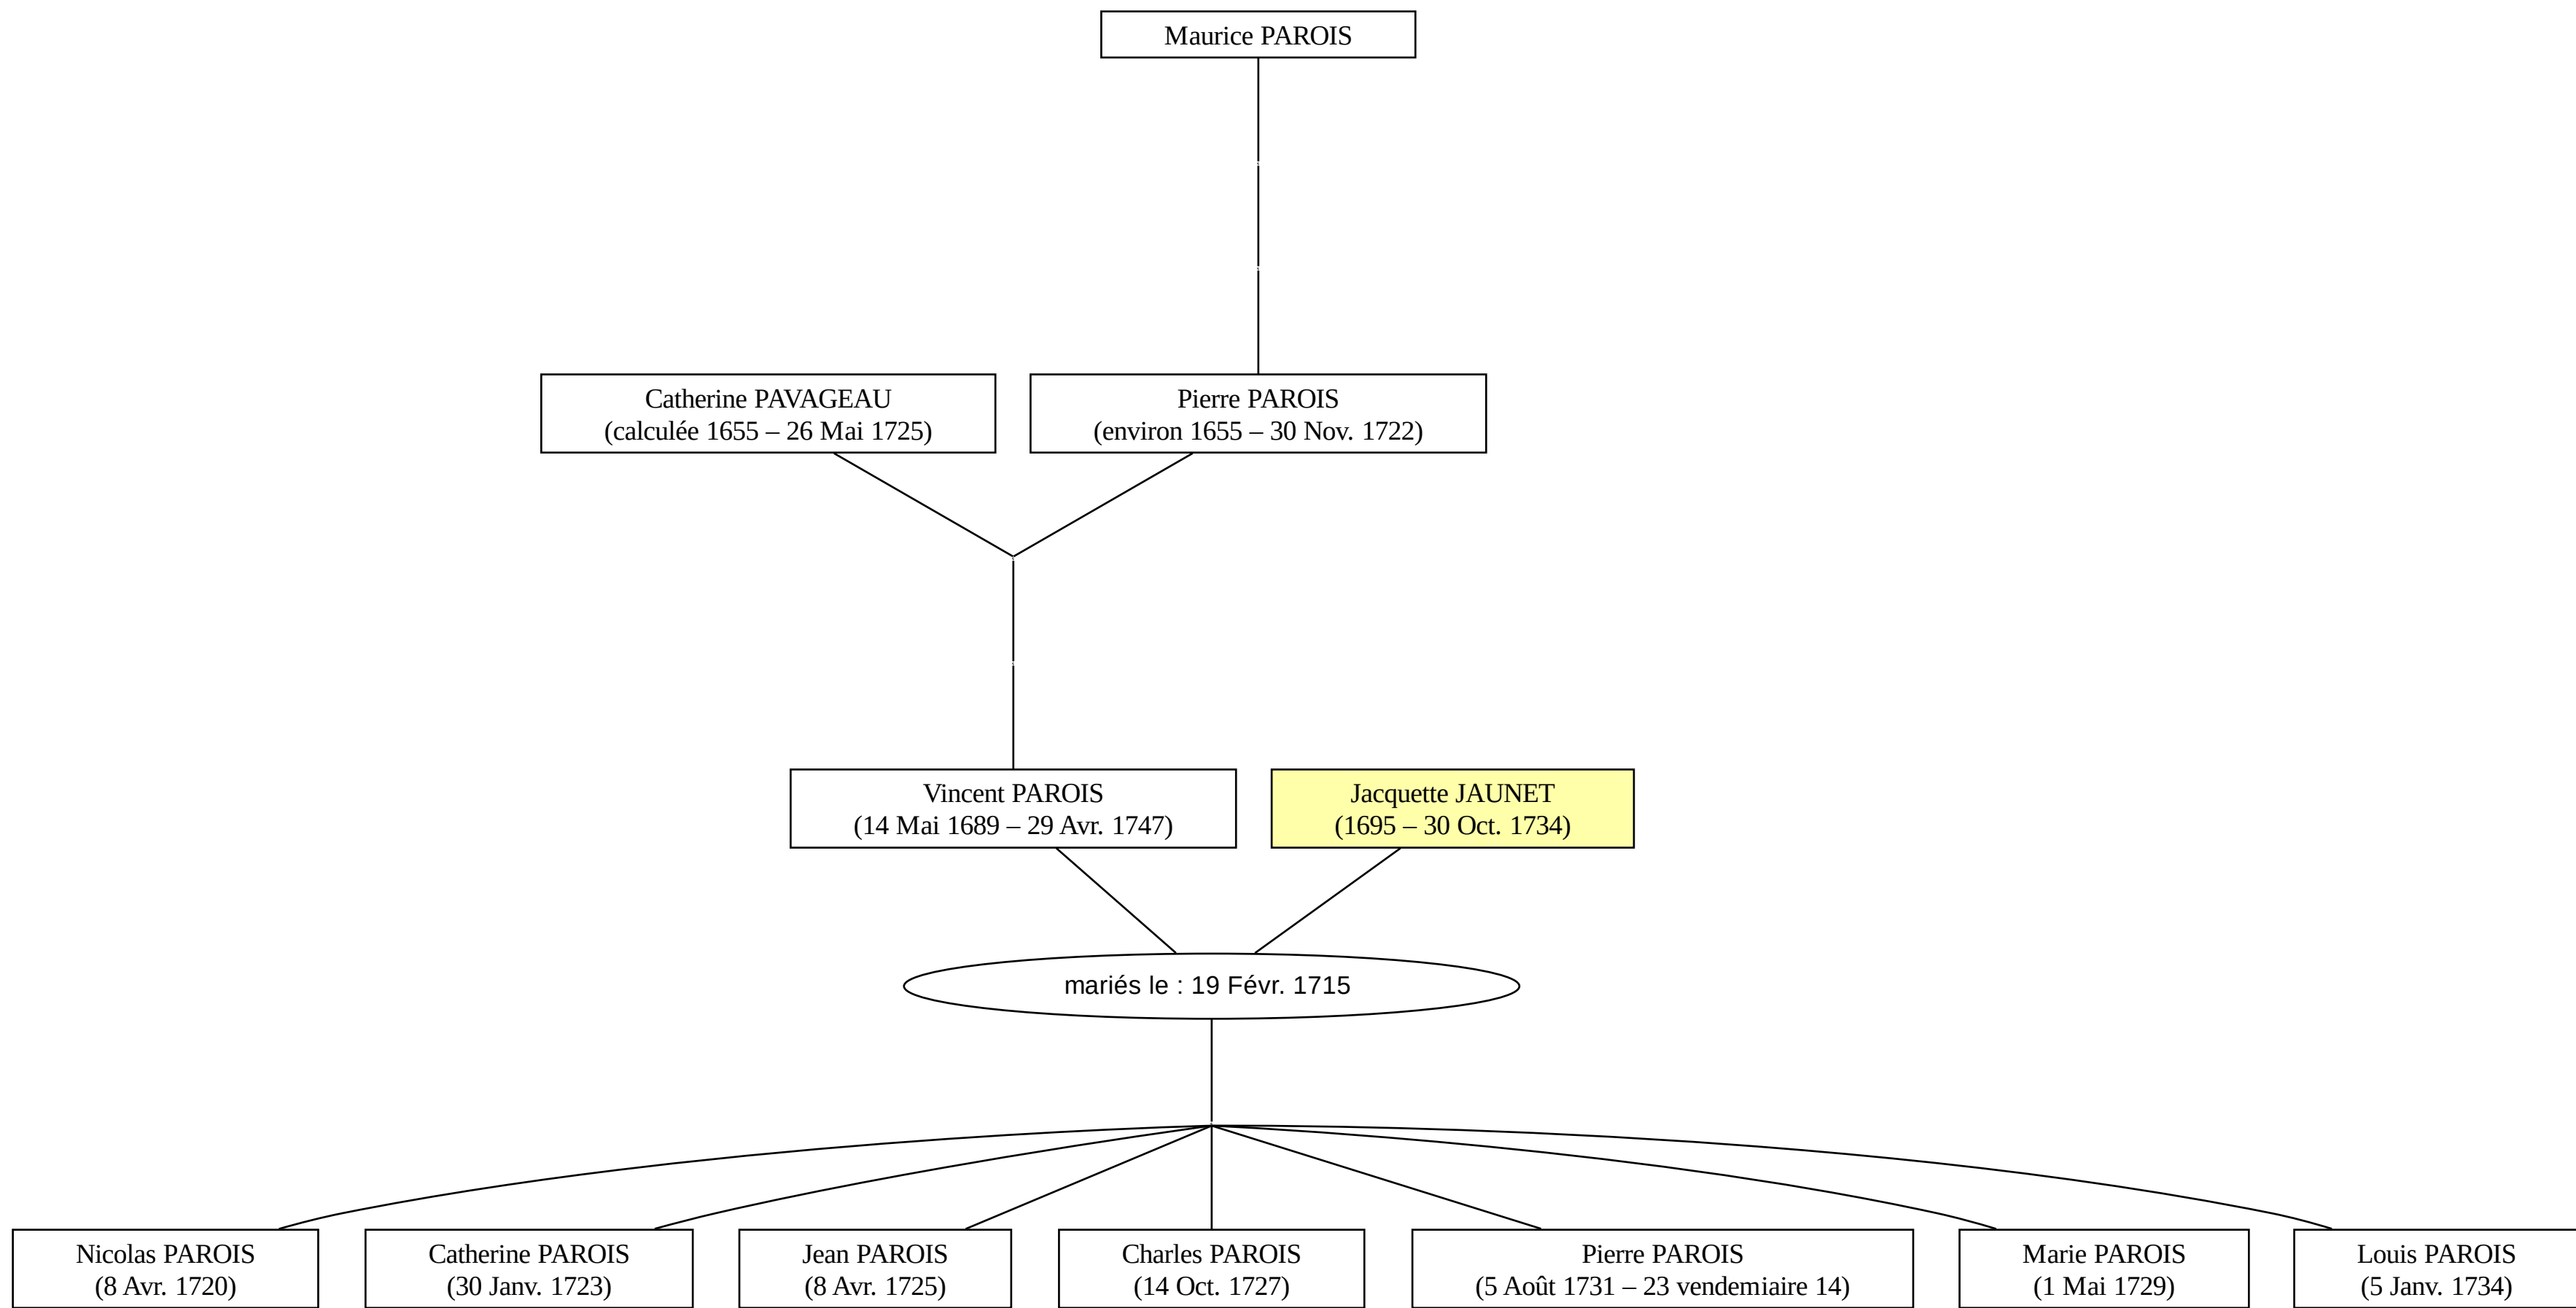 Maurice PAROIS
Catherine PAVAGEAU
(calculée 1655 – 26 Mai 1725)
Pierre PAROIS
(environ 1655 – 30 Nov. 1722)
Vincent PAROIS
(14 Mai 1689 – 29 Avr. 1747)
Jacquette JAUNET
(1695 – 30 Oct. 1734)
mariés le : 19 Févr. 1715
Nicolas PAROIS
(8 Avr. 1720)
Catherine PAROIS
(30 Janv. 1723)
Jean PAROIS
(8 Avr. 1725)
Charles PAROIS
(14 Oct. 1727)
Pierre PAROIS
(5 Août 1731 – 23 vendemiaire 14)
Marie PAROIS
(1 Mai 1729)
Louis PAROIS
(5 Janv. 1734)